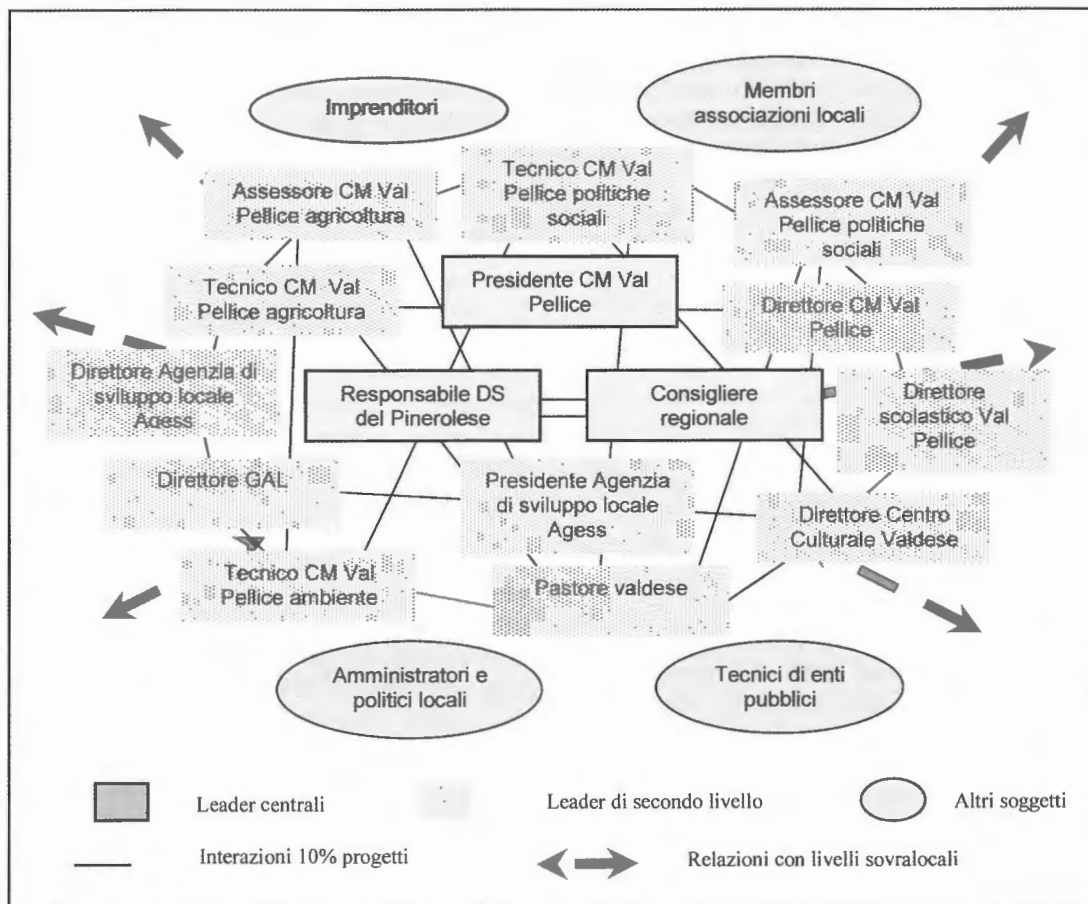 Imprenditori
Membri
associazioni locali
Tecnico CM Val
Pellice politiche
sociali
Assessore CM Val
Pellice agricoltura
Assessore CM Val
Pellice politiche
sociali
Presidente CM Val
Pellice
Tecnico CM Val
Pellice agricoltura
Direttore CM Val
Pellice
Direttore Agenzia di
sviluppo locale
Agess
Responsabile DS
del Pinerolese
Consigliere
regionale
Direttore
scolastico Val
Pellice
Direttore GAL
Presidente Agenzia
di sviluppo locale
Agess
Direttore Centro
Culturale Valdese
Tecnico CM Val
Pellice ambiente
Pastore valdese
Amministratori e
politici locali
Tecnici di enti
pubblici
Leader centrali
Leader di secondo livello
Altri soggetti
Interazioni 10% progetti
Relazioni con livelli sovralocali